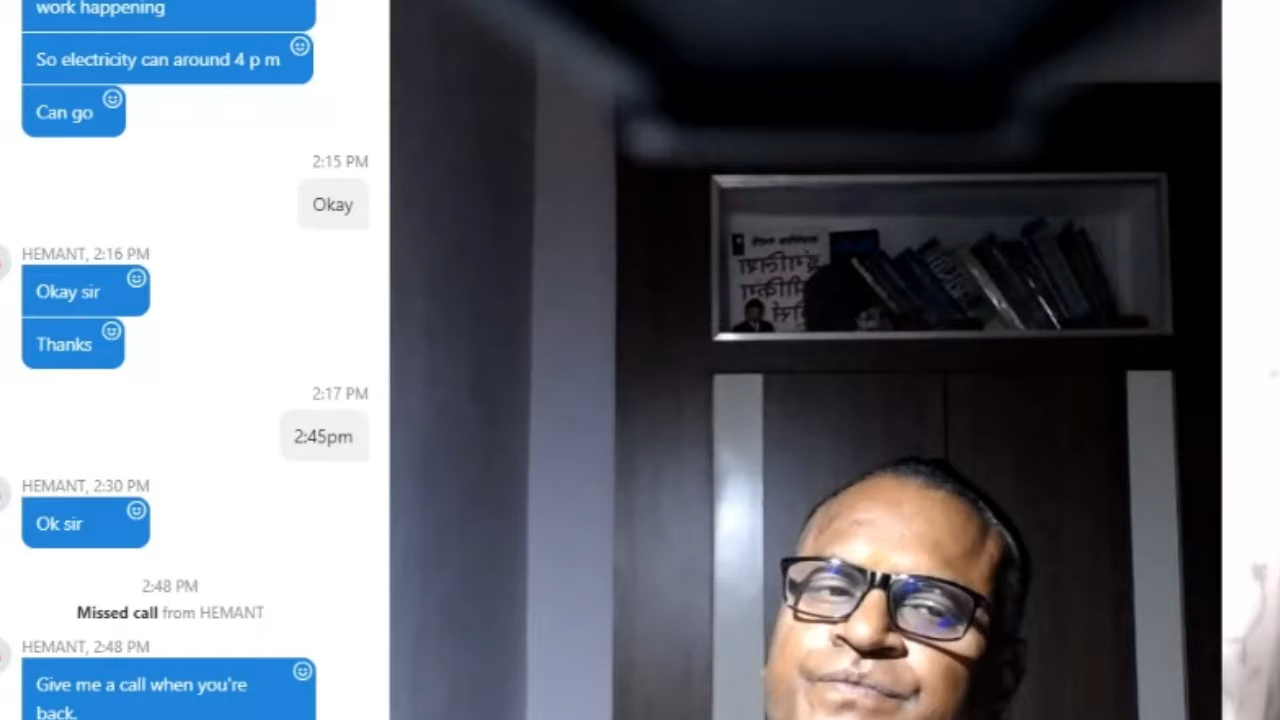 work happening
So electricity can around 4 p m
Can go
2:15 PM
Okay
HEMANT, 2:16 PM
Okay sir
Thanks
2:17 PM
2:45pm
HEMANT, 2:30 PM
Ok sir
2:48 PM
Missed call from HEMANT
HEMANT, 2:48 PM
Give me a call when you're
back.
इंगलिश
स्पीकिंग
कोर्स